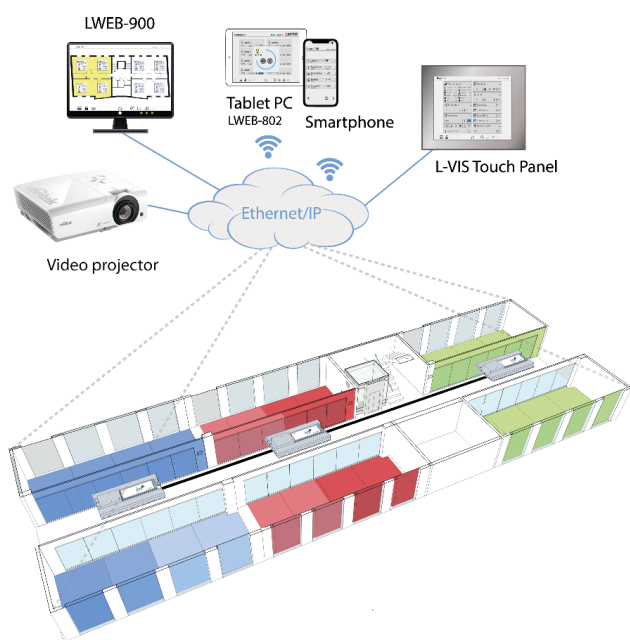 LWEB-900
Tablet PC
LWEB-802
Smartphone
L-VIS Touch Panel
Ethernet/IP
Video projector